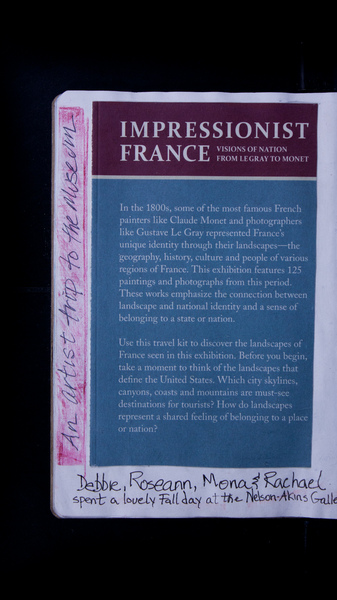 An artist trip to the Museum
IMPRESSIONIST
FRANCE VISIONS OF NATION
FROM LE GRAY TO MONET
In the 1800s, some of the most famous French
painters like Claude Monet and photographers
like Gustave Le Gray represented France's
unique identity through their landscapes—the
geography, history, culture and people of various
regions of France. This exhibition features 125
paintings and photographs from this period.
These works emphasize the connection between
landscape and national identity and a sense of
belonging to a state or nation.
Use this travel kit to discover the landscapes of
France seen in this exhibition. Before you begin,
take a moment to think of the landscapes that
define the United States. Which city skylines,
canyons, coasts and mountains are must-see
destinations for tourists? How do landscapes
represent a shared feeling of belonging to a place
or nation?
Debbie, Roseann, Mona & Rachael
spent a lovely Fall day at the Nelson-Akins Galle